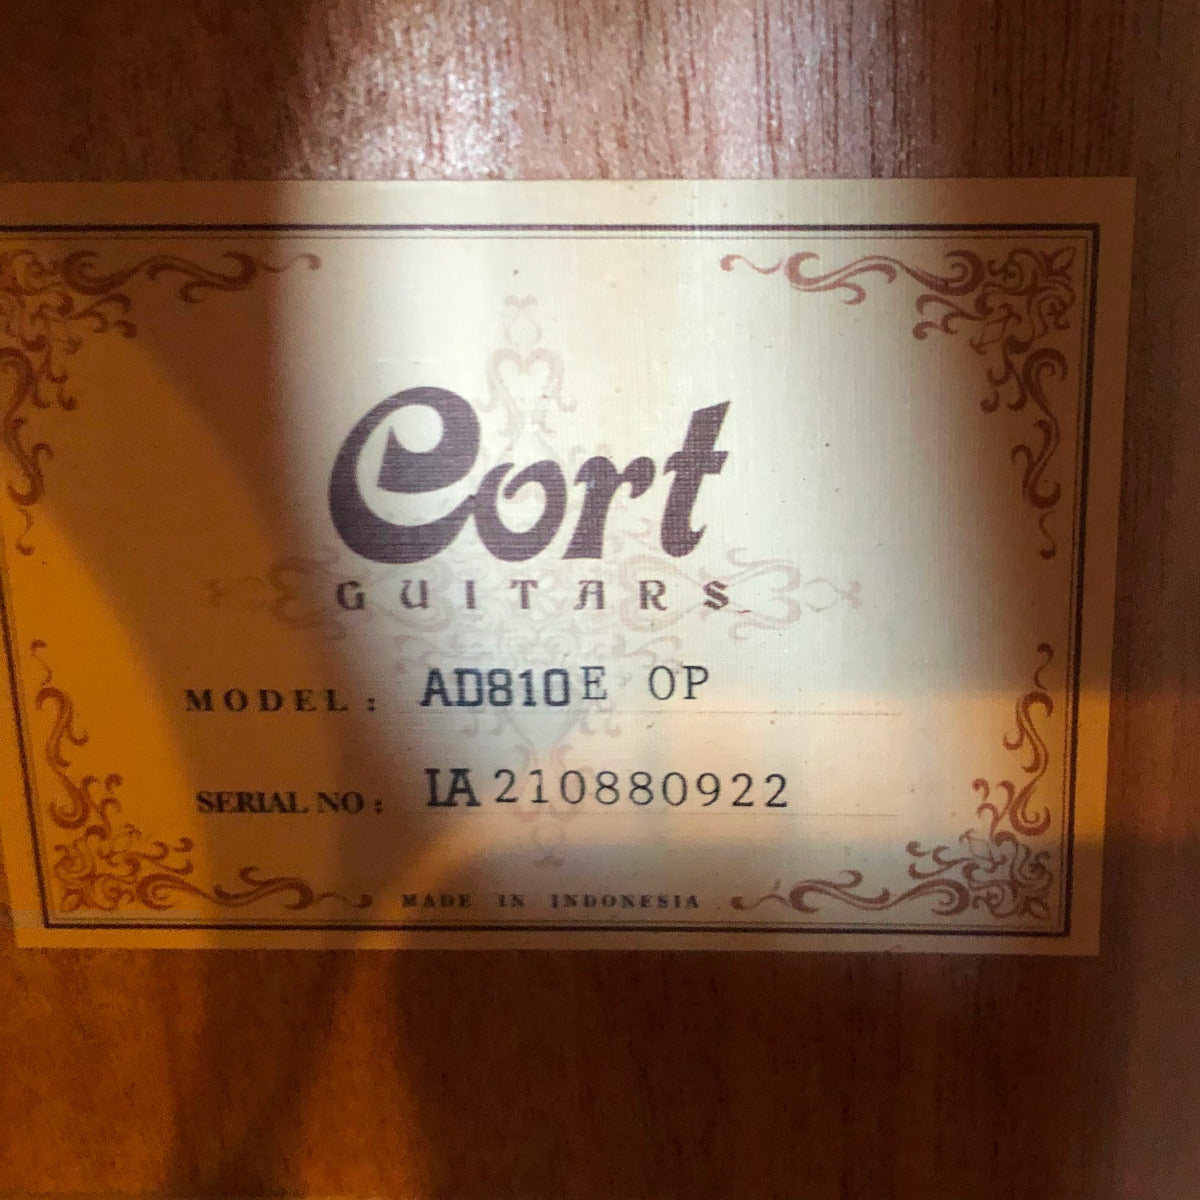 Cort
GUITARS
MODEL: AD810E OP
SERIAL NO: IA210880922
MADE IN INDONESIA